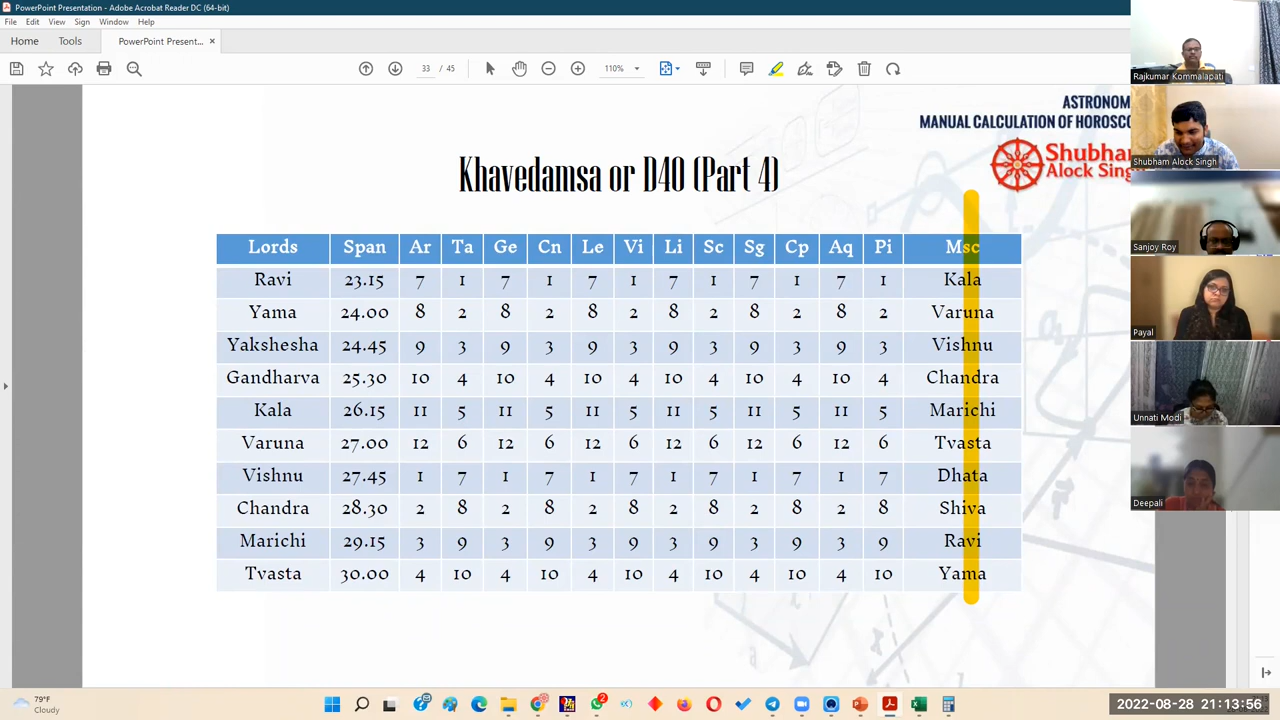 PowerPoint Presentation - Adobe Acrobat Reader DC (64-bit)
File Edit View Sign Window Help
Home Tools PowerPoint Present... ×
33 / 45 110%
ASTRONOM
MANUAL CALCULATION OF HOROSC
Shubham
Alock Sing
Khavedamsa or D40 (Part 4)
Lords Span Ar Ta Ge Cn Le Vi Li Sc Sg Cp Aq Pi Msc
Ravi 23.15 7 1 7 1 7 1 7 1 7 1 7 1 Kala
Yama 24.00 8 2 8 2 8 2 8 2 8 2 8 2 Varuna
Yakshesha 24.45 9 3 9 3 9 3 9 3 9 3 9 3 Vishnu
Gandharva 25.30 10 4 10 4 10 4 10 4 10 4 10 4 Chandra
Kala 26.15 11 5 11 5 11 5 11 5 11 5 11 5 Marichi
Varuna 27.00 12 6 12 6 12 6 12 6 12 6 12 6 Tvasta
Vishnu 27.45 1 7 1 7 1 7 1 7 1 7 1 7 Dhata
Chandra 28.30 2 8 2 8 2 8 2 8 2 8 2 8 Shiva
Marichi 29.15 3 9 3 9 3 9 3 9 3 9 3 9 Ravi
Tvasta 30.00 4 10 4 10 4 10 4 10 4 10 4 10 Yama
Rajkumar Kommalapati
Shubham Alock Singh
Sanjoy Roy
Payal
Unnati Modi
Deepali
79°F
Cloudy
2
2022-08-28 21:13:56